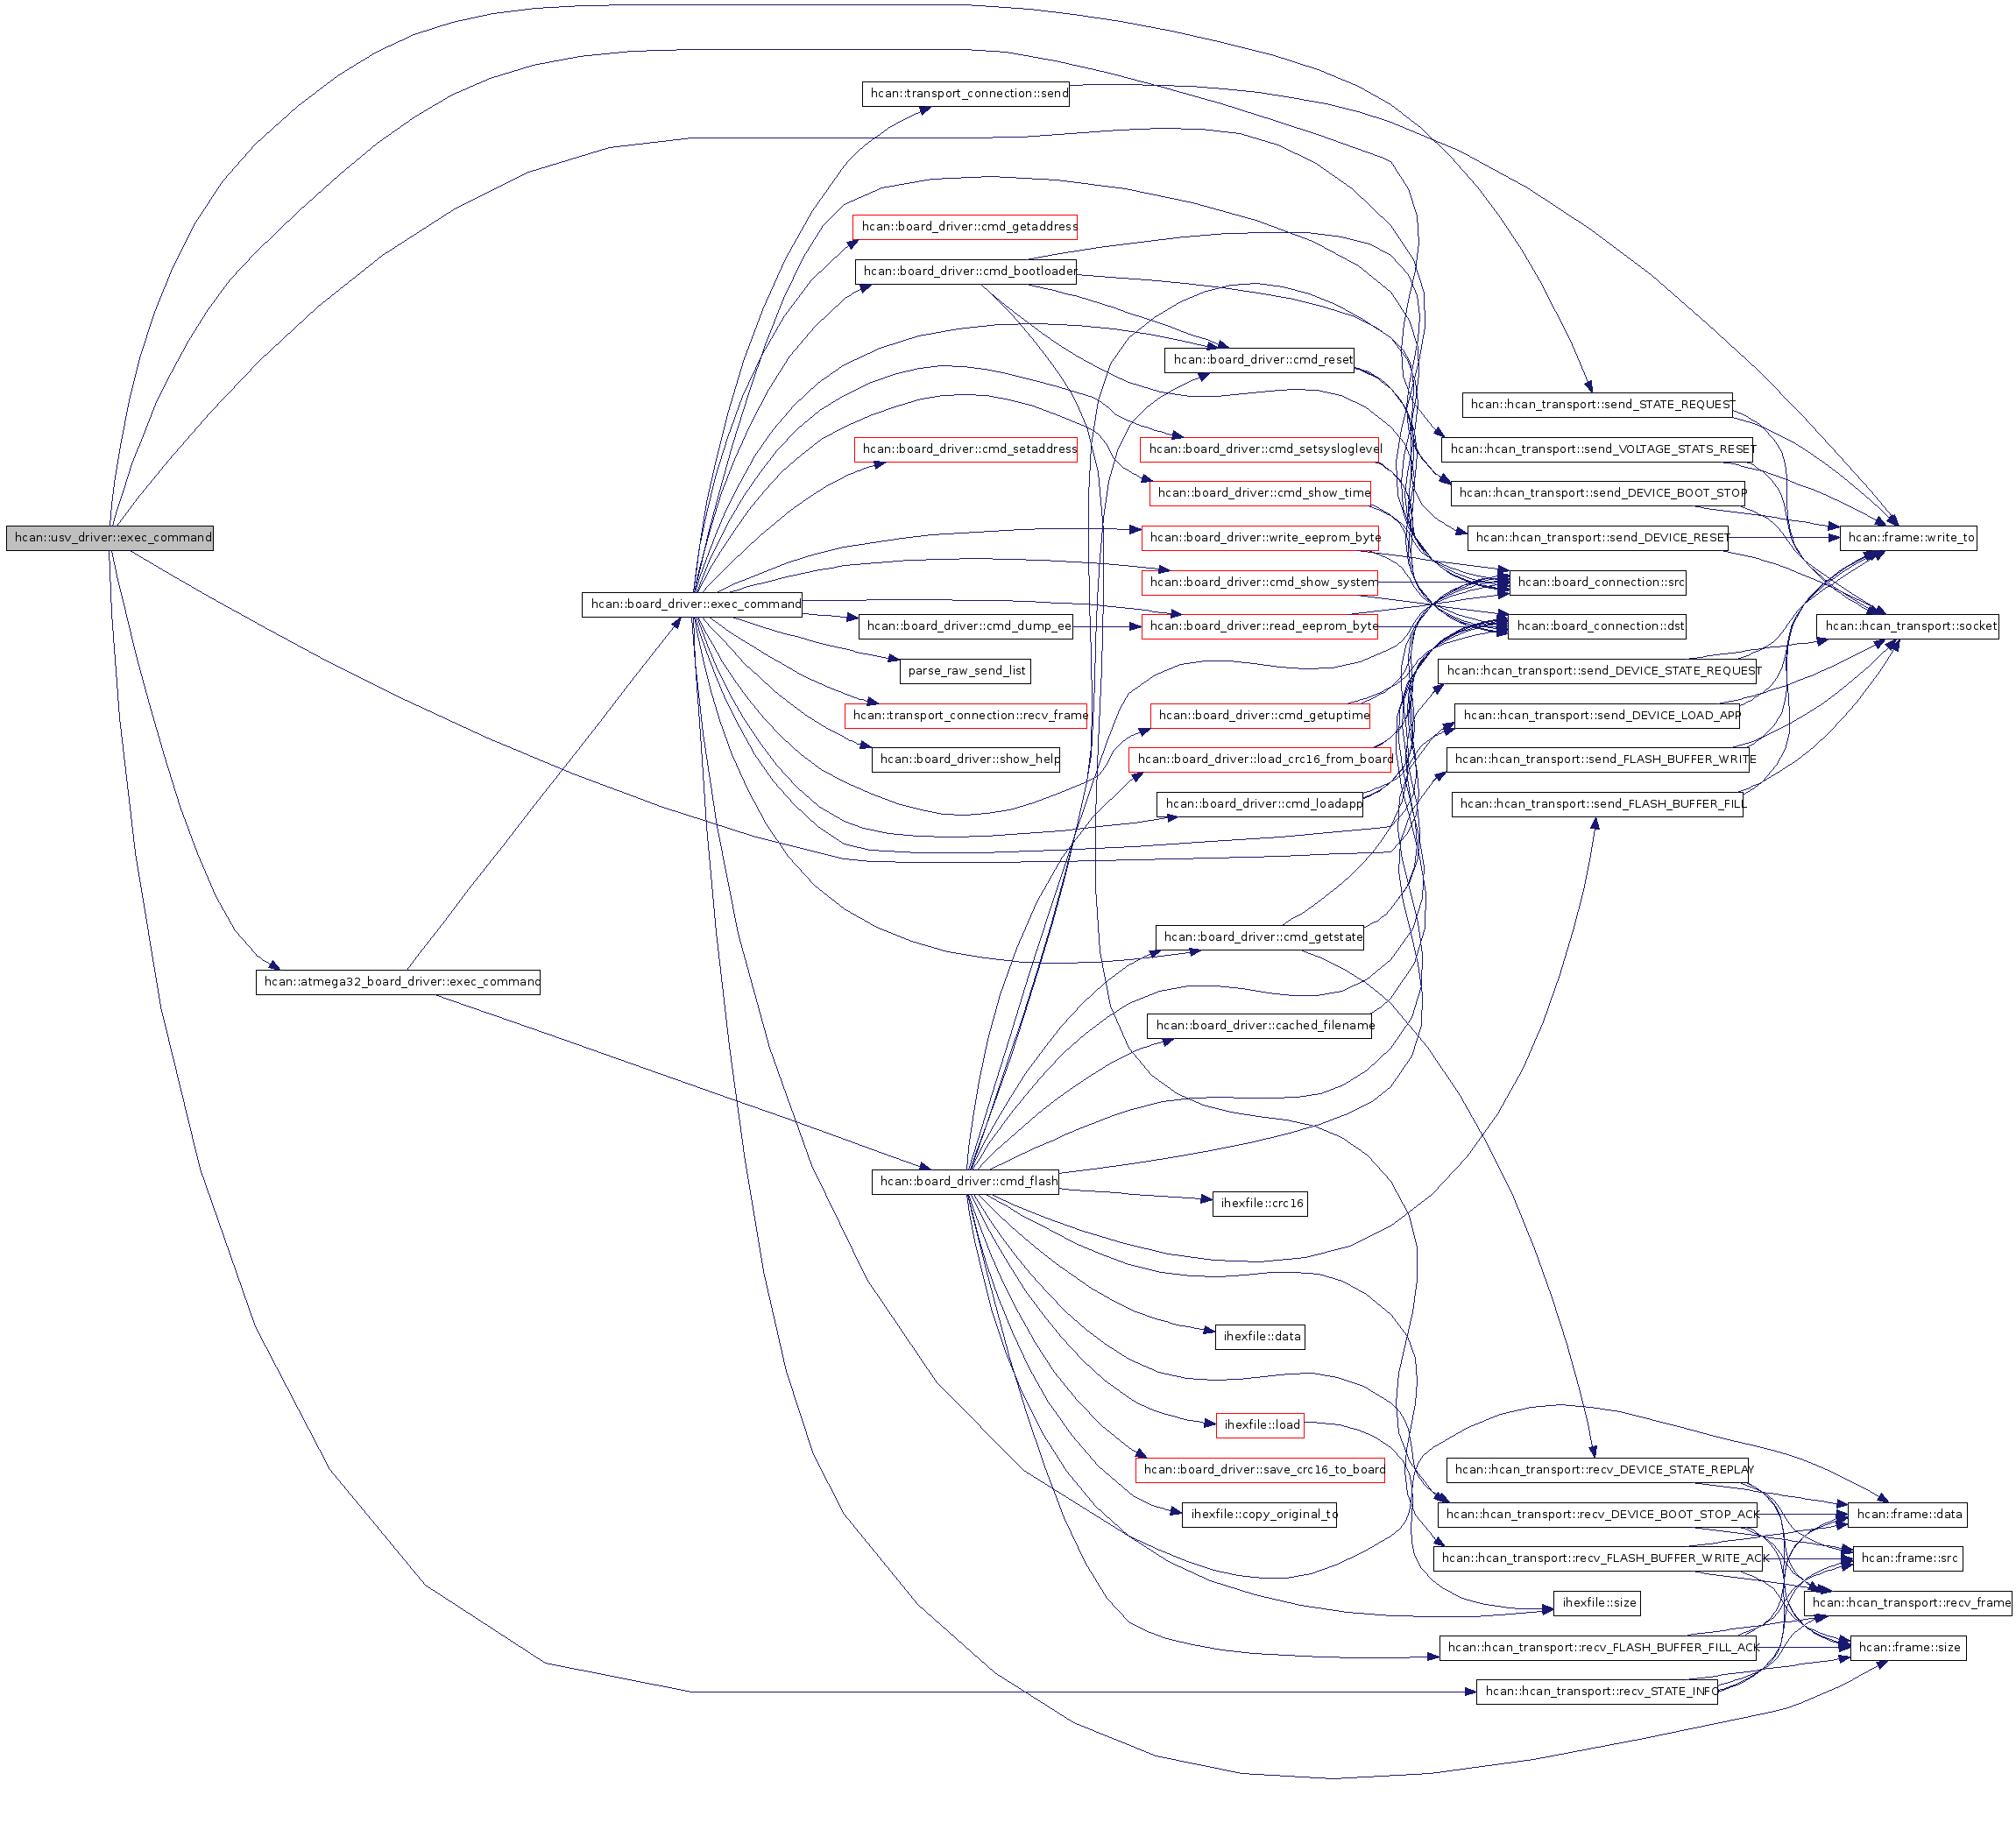 hcan::usv_driver::exec_command
hcan::atmega32_board_driver::exec_command
hcan::board_driver::exec_command
hcan::transport_connection::send
hcan::board_driver::cmd_getaddress
hcan::board_driver::cmd_bootloader
hcan::board_driver::cmd_setaddress
hcan::board_driver::cmd_dump_ee
parse_raw_send_list
hcan::transport_connection::recv_frame
hcan::board_driver::show_help
hcan::board_driver::cmd_flash
hcan::board_driver::cmd_reset
hcan::board_driver::cmd_setsysloglevel
hcan::board_driver::cmd_show_time
hcan::board_driver::write_eeprom_byte
hcan::board_driver::cmd_show_system
hcan::board_driver::read_eeprom_byte
hcan::board_driver::cmd_getuptime
hcan::board_driver::load_crc16_from_board
hcan::board_driver::cmd_loadapp
hcan::board_driver::cmd_getstate
hcan::board_driver::cached_filename
ihexfile::crc16
ihexfile::data
ihexfile::load
hcan::board_driver::save_crc16_to_board
ihexfile::copy_original_to
hcan::hcan_transport::send_STATE_REQUEST
hcan::hcan_transport::send_VOLTAGE_STATS_RESET
hcan::hcan_transport::send_DEVICE_BOOT_STOP
hcan::hcan_transport::send_DEVICE_RESET
hcan::board_connection::src
hcan::board_connection::dst
hcan::hcan_transport::send_DEVICE_STATE_REQUEST
hcan::hcan_transport::send_DEVICE_LOAD_APP
hcan::hcan_transport::send_FLASH_BUFFER_WRITE
hcan::hcan_transport::send_FLASH_BUFFER_FILL
hcan::hcan_transport::recv_DEVICE_STATE_REPLAY
hcan::hcan_transport::recv_DEVICE_BOOT_STOP_ACK
hcan::hcan_transport::recv_FLASH_BUFFER_WRITE_ACK
ihexfile::size
hcan::hcan_transport::recv_FLASH_BUFFER_FILL_ACK
hcan::hcan_transport::recv_STATE_INFO
hcan::frame::write_to
hcan::hcan_transport::socket
hcan::frame::data
hcan::frame::src
hcan::hcan_transport::recv_frame
hcan::frame::size